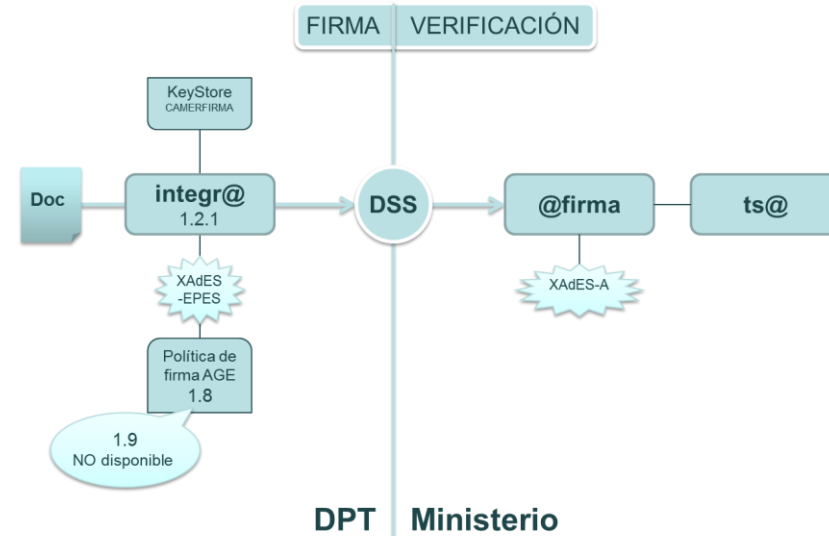 FIRMA VERIFICACIÓN
KeyStore
CAMERFIRMA
Doc
integr@
1.2.1
DSS
@firma
ts@
XAdES
-EPES
XAdES-A
Política de
firma AGE
1.8
1.9
NO disponible
DPT Ministerio